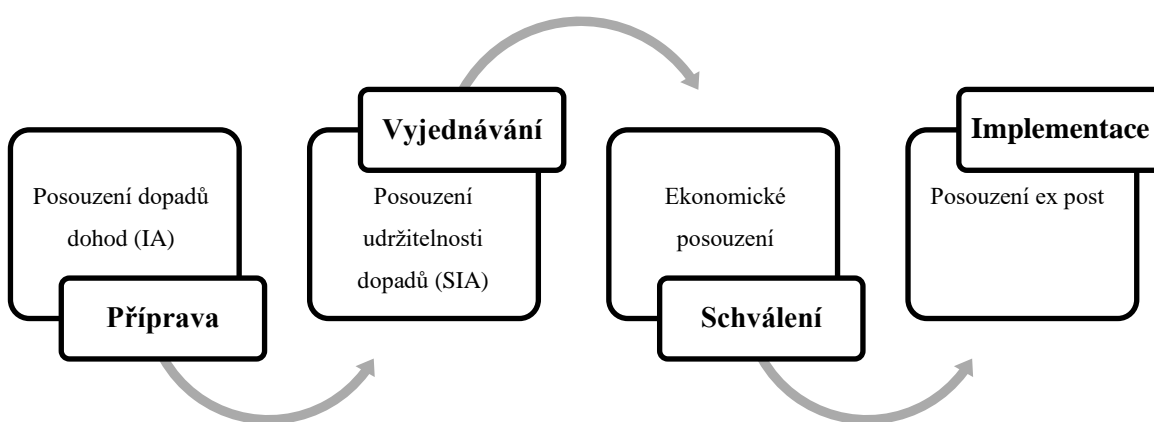 Posouzení dopadů
dohod (IA)
Příprava
Vyjednávání
Posouzení
udržitelnosti
dopadů (SIA)
Ekonomické
posouzení
Schválení
Implementace
Posouzení ex post